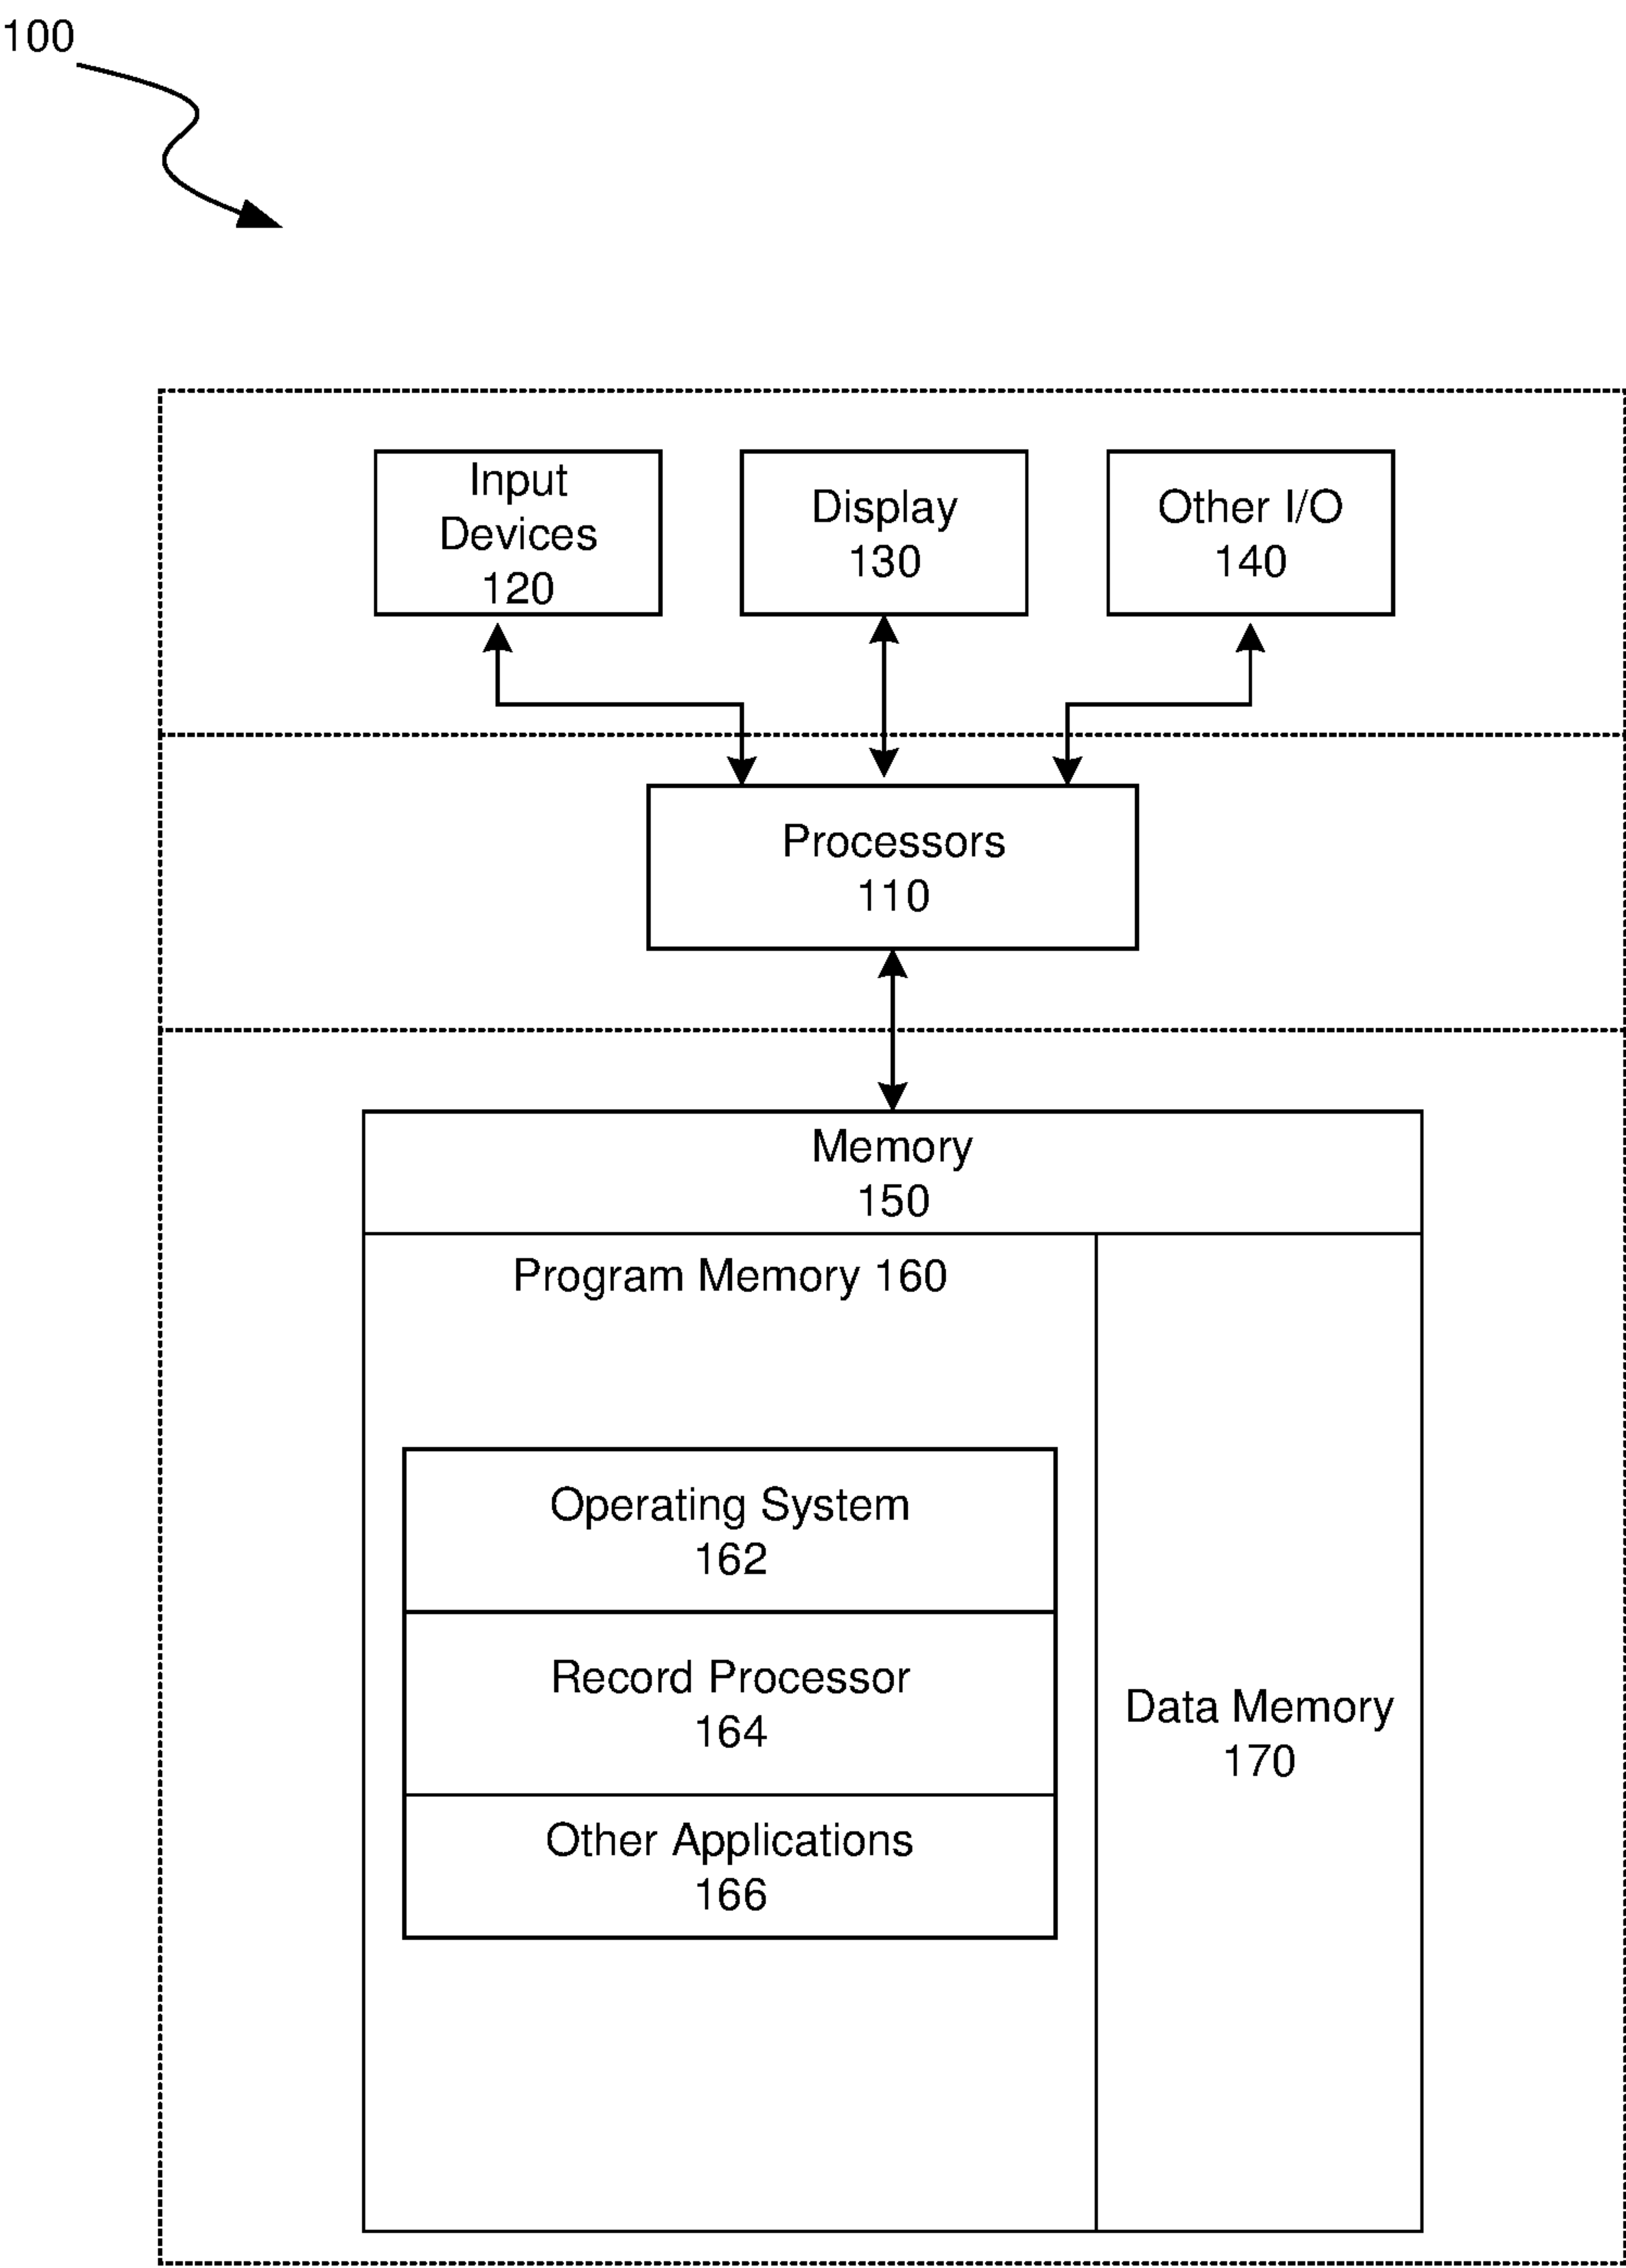 100
Input
Devices
120
Display
130
Other I/O
140
Processors
110
Memory
150
Program Memory 160
Operating System
162
Record Processor
164
Other Applications
166
Data Memory
170